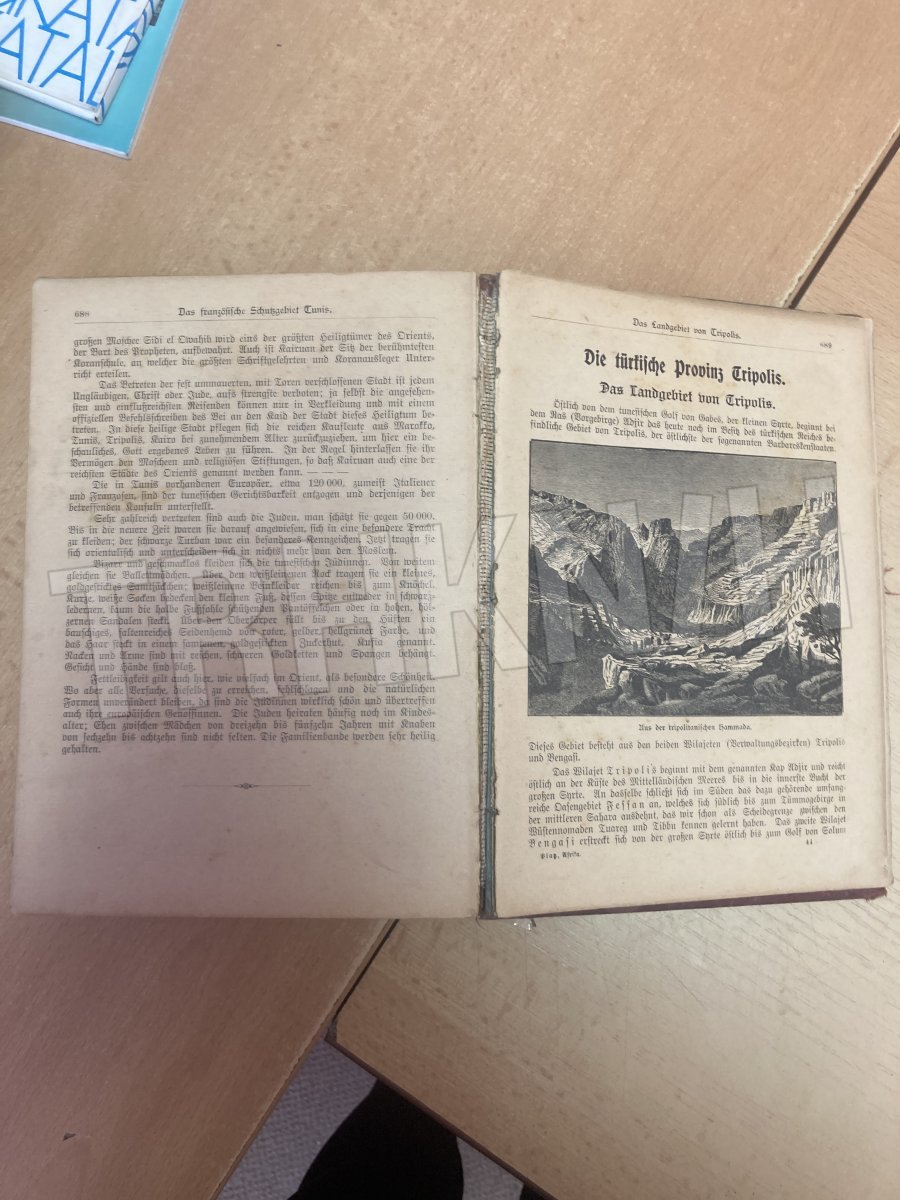 KATA
ATAL
688
Das französische Schutzgebiet Tunis.
großen Moschee Sidi el Owahib wird eins der größten Heiligtümer des Orients,
der Bart des Propheten, aufbewahrt. Auch ist Kairuan der Sitz der berühmtesten
Koranschule, an welcher die größten Schriftgelehrten und Koranausleger Unter-
richt erteilen.
Das Betreten der fest ummauerten, mit Toren verschlossenen Stadt ist jedem
Ungläubigen, Christ oder Jude, aufs strengste verboten; ja selbst die angesehen-
sten und einflußreichsten Reisenden können nur in Verkleidung und mit einem
offiziellen Befehlsschreiben des Bei an den Kaid der Stadt dieses Heiligtum be-
treten. In diese heilige Stadt pflegen sich die reichen Kaufleute aus Marokko,
Tunis, Tripolis, Kairo bei zunehmendem Alter zurückzuziehen, um hier ein be-
schauliches, Gott ergebenes Leben zu führen. In der Regel hinterlassen sie ihr
Vermögen den Moscheen und religiösen Stiftungen, so daß Kairuan auch eine der
reichsten Städte des Orients genannt werden kann. — — —
Die in Tunis vorhandenen Europäer, etwa 120 000, zumeist Italiener
und Franzosen, sind der tunesischen Gerichtsbarkeit entzogen und derjenigen der
betreffenden Konsuln unterstellt.
Sehr zahlreich vertreten sind auch die Juden, man schätzt sie gegen 50 000.
Bis in die neuere Zeit waren sie darauf angewiesen, sich in eine besondere Tracht
zu kleiden; der schwarze Turban war ein besonderes Kennzeichen. Jetzt tragen sie
sich orientalisch und unterscheiden sich in nichts mehr von den Moslem.
Bizarr und geschmacklos kleiden sich die tunesischen Jüdinnen. Von weitem
gleichen sie Ballettmädchen. Über den weißleinenen Rock tragen sie ein kleines,
goldgesticktes Samtjäckchen; weißleinene Beinkleider reichen bis zum Knöchel.
Kurze, weiße Socken bedecken den kleinen Fuß, dessen Spitze entweder in schwarz-
ledernen, kaum die halbe Fußsohle schützenden Pantöffelchen oder in hohen, höl-
zernen Sandalen steckt. Über den Oberkörper fällt bis zu den Hüften ein
bauschiges, faltenreiches Seidenhemd von roter, gelber, hellgrüner Farbe, und
das Haar steckt in einem samtenen, goldgestickten Zuckerhut, Kufia genannt.
Nacken und Arme sind mit reichen, schweren Goldketten und Spangen behängt.
Gesicht und Hände sind bloß.
Fettleibigkeit gilt auch hier, wie vielfach im Orient, als besondere Schönheit.
Wo aber alle Versuche, dieselbe zu erreichen, fehlschlagen und die natürlichen
Formen unverändert bleiben, da sind die Jüdinnen wirklich schön und übertreffen
auch ihre europäischen Genossinnen. Die Juden heiraten häufig noch im Kindes-
alter; Ehen zwischen Mädchen von dreizehn bis fünfzehn Jahren mit Knaben
von sechzehn bis achtzehn sind nicht selten. Die Familienbande werden sehr heilig
gehalten.
Das Landgebiet von Tripolis.
689
Die türkische Provinz Tripolis.
Das Landgebiet von Tripolis.
Östlich von dem tunesischen Golf von Gabes, der kleinen Syrte, beginnt bei
dem Ras (Vorgebirge) Adjir das heute noch im Besitz des türkischen Reiches be-
findliche Gebiet von Tripolis, der östlichste der sogenannten Barbareskenstaaten.
Aus der tripolitanischen Hammada.
Dieses Gebiet besteht aus den beiden Wilajeten (Verwaltungsbezirken) Tripolis
und Bengasi.
Das Wilajet Tripolis beginnt mit dem genannten Kap Adjir und reicht
östlich an der Küste des Mittelländischen Meeres bis in die innerste Bucht der
großen Syrte. An dasselbe schließt sich im Süden das dazu gehörende umfang-
reiche Oasengebiet Fessan an, welches sich südlich bis zum Tümmogebirge in
der mittleren Sahara ausdehnt, das wir schon als Scheidegrenze zwischen den
Wüstennomaden Tuareg und Tibbu kennen gelernt haben. Das zweite Wilajet
Bengasi erstreckt sich von der großen Syrte östlich bis zum Golf von Solum
Plaß, Afrika.
44
TRHKNJU